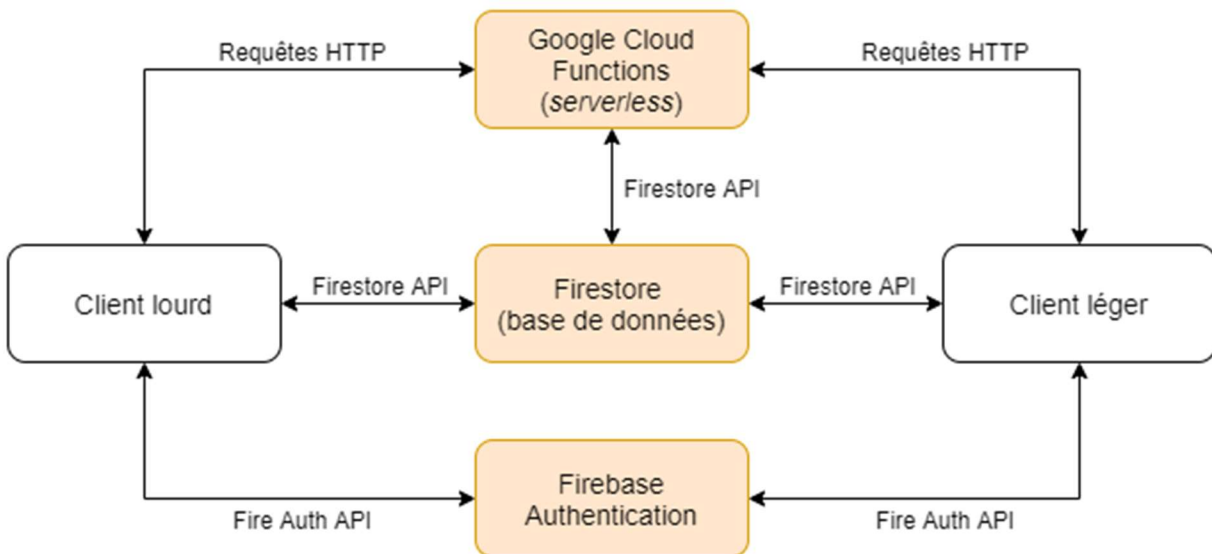 Google Cloud
Functions
(serverless)
Requêtes HTTP
Requêtes HTTP
Firestore API
Client lourd
Firestore API
Firestore
(base de données)
Firestore API
Client léger
Firebase
Authentication
Fire Auth API
Fire Auth API